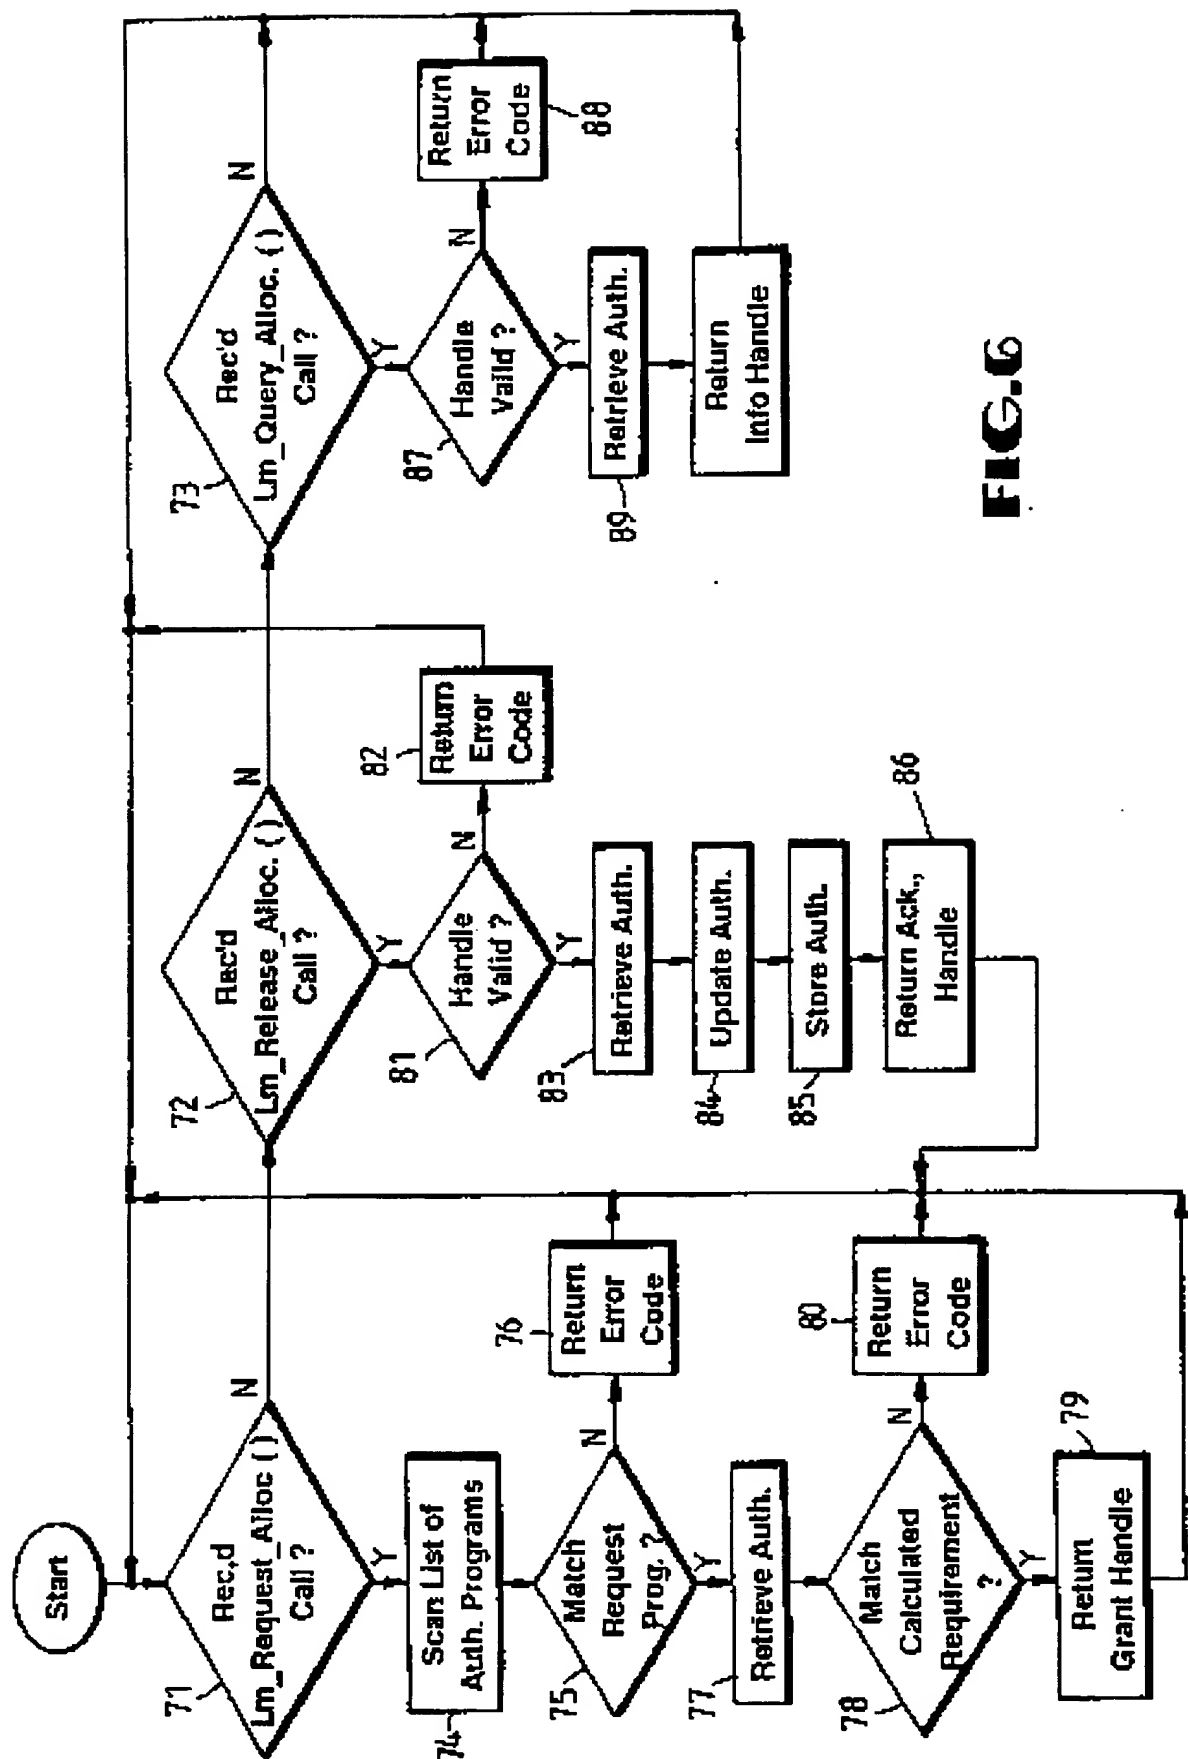 Start
71
Rec,d
Lm_Request_Alloc ( )
Call ?
N
Y
72
Rec'd
Lm_Release_Alloc. ( )
Call ?
N
Y
73
Rec'd
Lm_Query_Alloc. ( )
Call ?
N
Y
74
Scan List of
Auth. Programs
75
Match
Request
Prog. ?
N
Y
76
Return
Error
Code
77
Retrieve Auth.
78
Match
Calculated
Requirement
?
N
Y
80
Return
Error
Code
79
Return
Grant Handle
81
Handle
Valid ?
N
Y
82
Return
Error
Code
83
Retrieve Auth.
84
Update Auth.
85
Store Auth.
86
Return Ack.,
Handle
87
Handle
Valid ?
N
Y
Return
Error
Code
88
89
Retrieve Auth.
Return
Info Handle
FIG.6